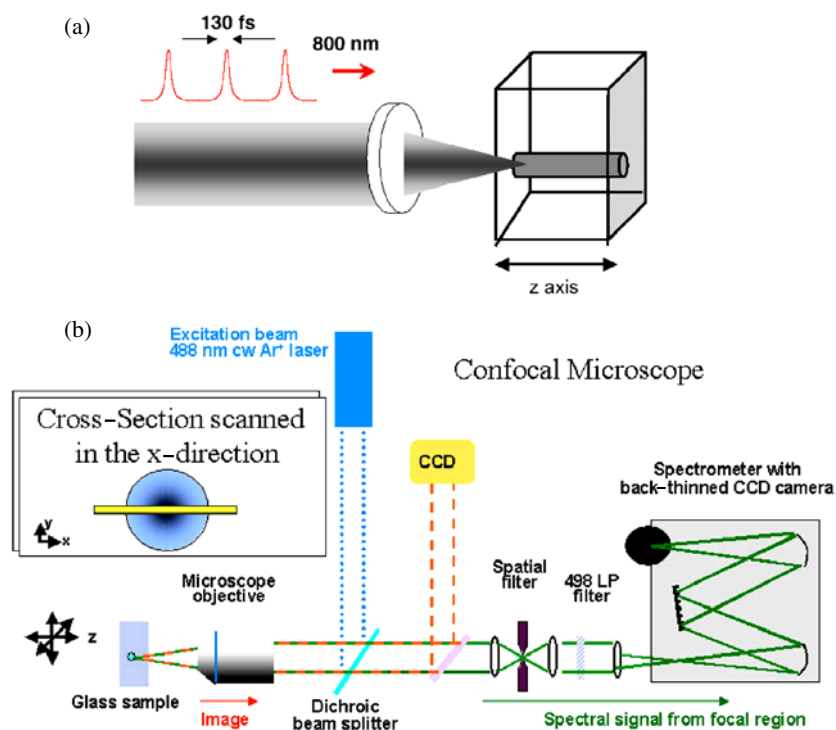 (a)
130 fs
800 nm
z axis
(b)
Excitation beam
488 nm cw Ar⁺ laser
Confocal Microscope
Cross-Section scanned
in the x-direction
y
x
CCD
Spectrometer with
back-thinned CCD camera
Microscope
objective
Spatial
filter
498 LP
filter
z
Glass sample
Image
Dichroic
beam splitter
Spectral signal from focal region